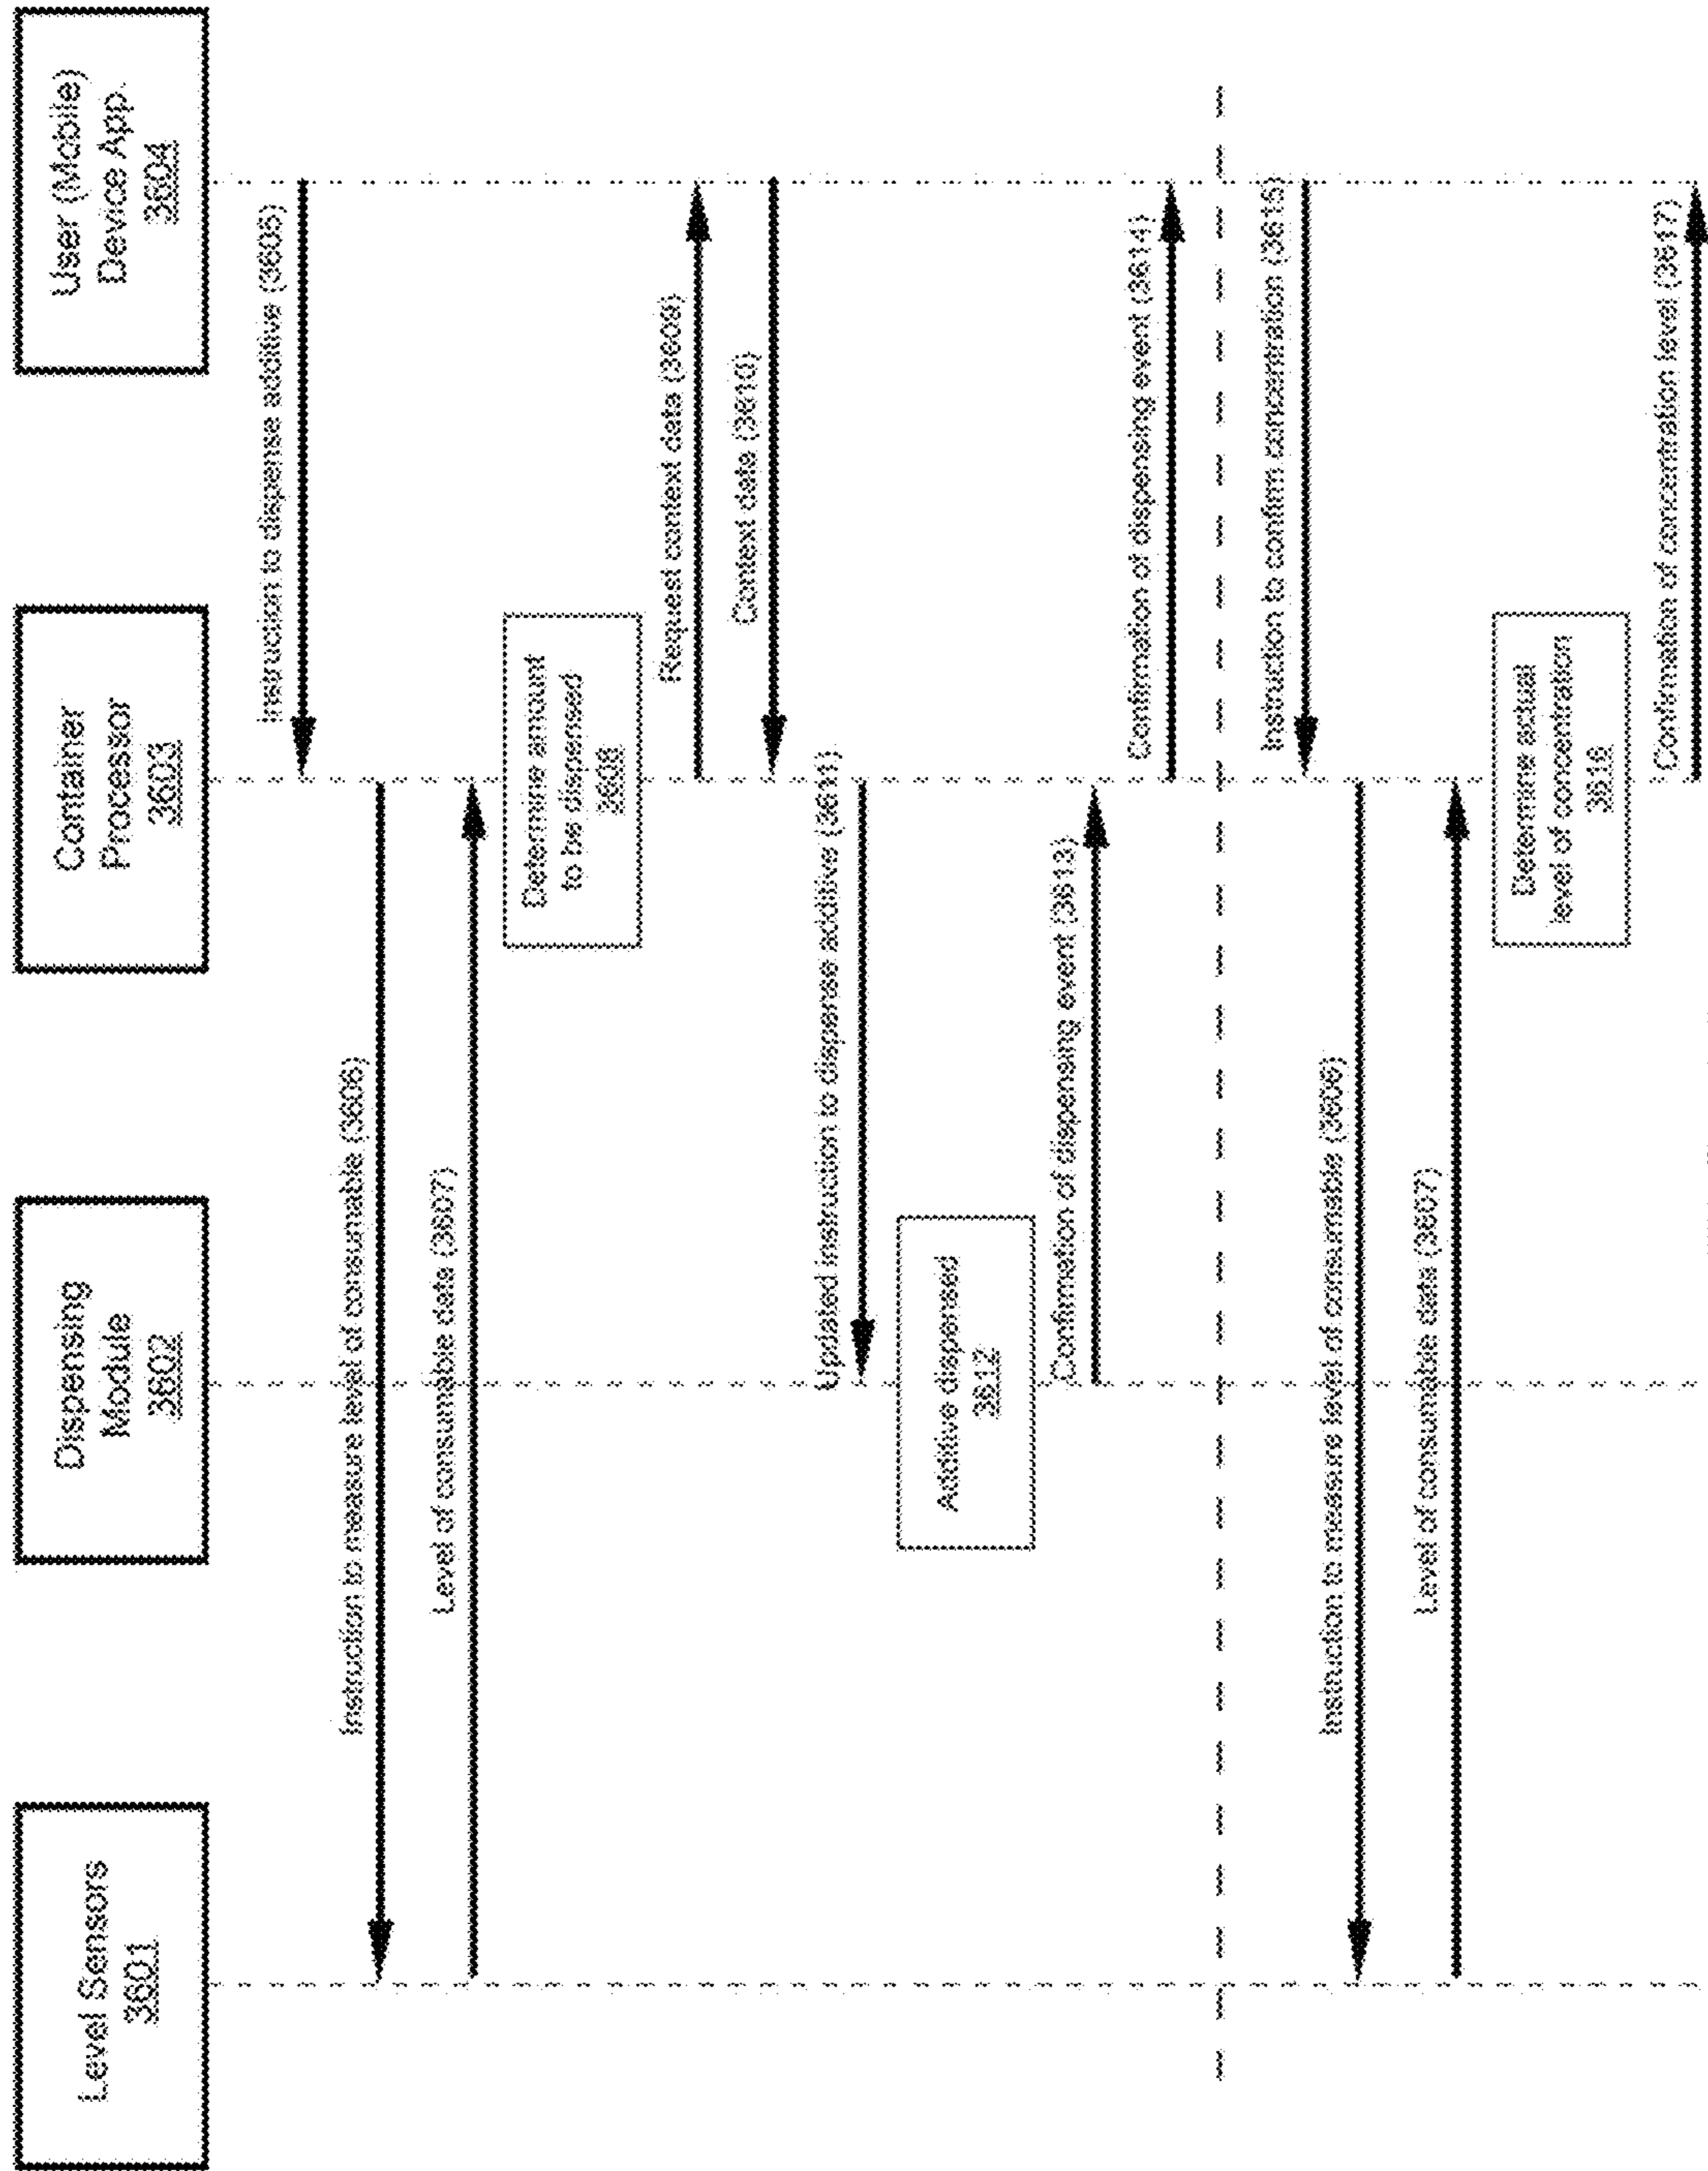 Level Sensors
3601
Dispensing
Module
3602
Container
Processor
3603
User (Mobile)
Device App.
3604
Instruction to dispense additive (3605)
Instruction to measure level of consumable (3606)
Level of consumable data (3607)
Determine amount
to be dispensed
3608
Request context data (3609)
Context data (3610)
Updated instruction to dispense additive (3611)
Additive dispensed
3612
Confirmation of dispensing event (3613)
Confirmation of dispensing event (3614)
Instruction to confirm concentration (3615)
Instruction to measure level of consumable (3606)
Level of consumable data (3607)
Determine actual
level of concentration
3616
Confirmation of concentration level (3617)